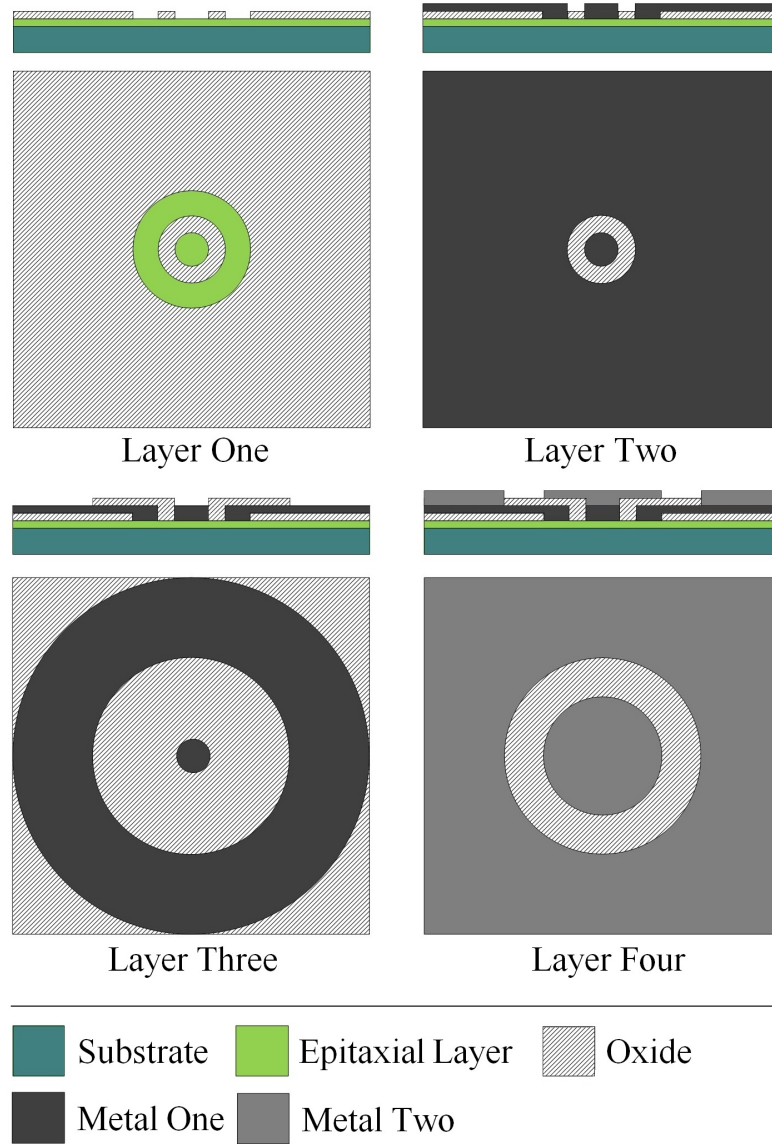 Layer One
Layer Two
Layer Three
Layer Four
Substrate
Epitaxial Layer
Oxide
Metal One
Metal Two